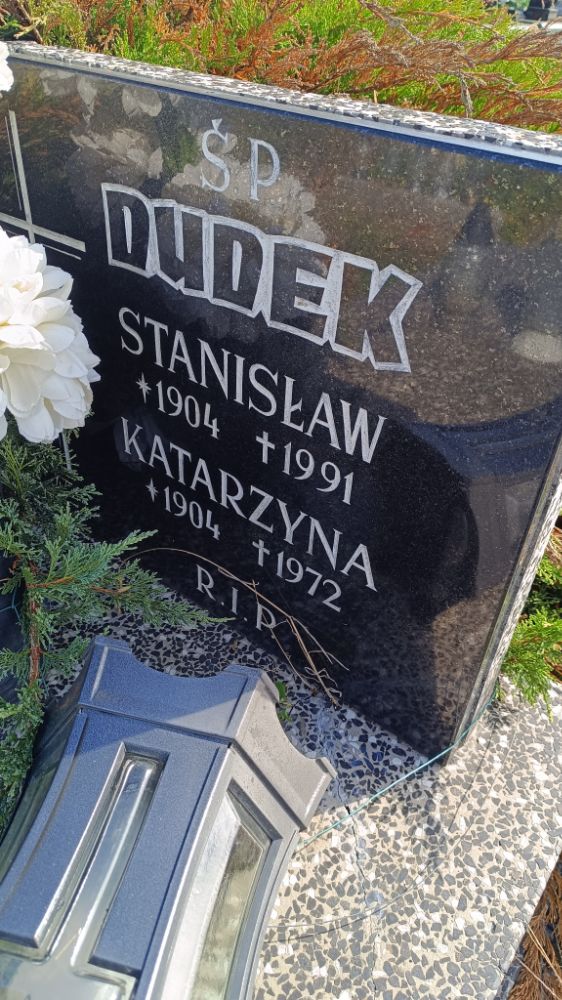 ŚP
DUDEK
STANISŁAW
*1904 †1991
KATARZYNA
*1904 †1972
R.I.P.